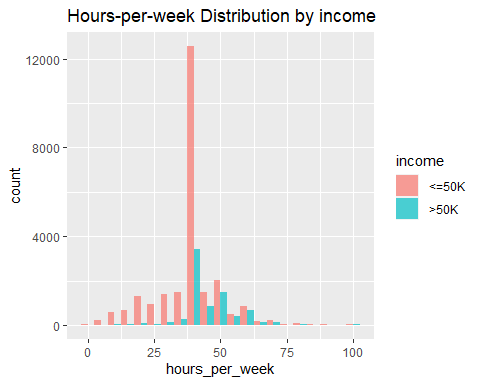 Hours-per-week Distribution by income
12000
8000
4000
0
count
0 25 50 75 100
hours_per_week
income
<=50K
>50K